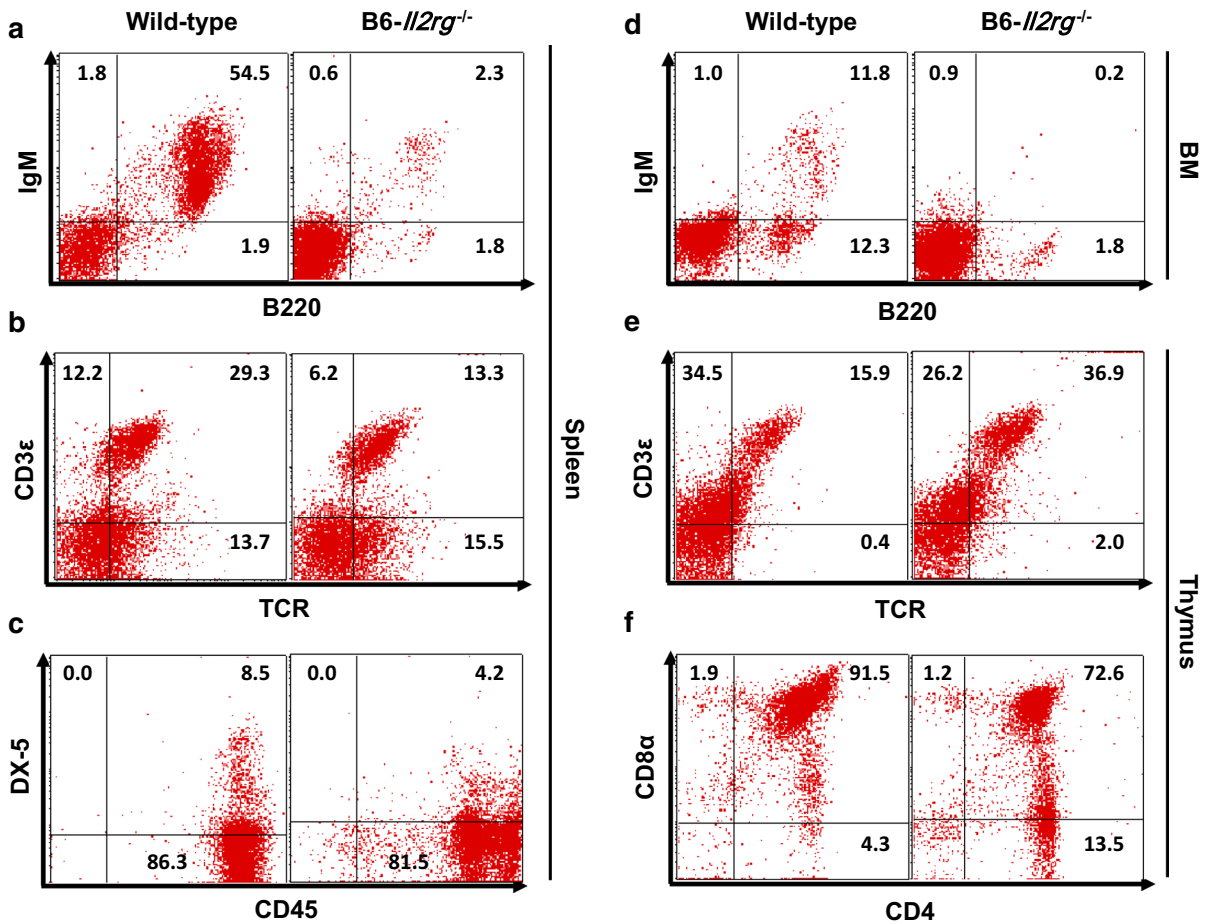 a
Wild-type
B6-Il2rg-/-
1.8
54.5
1.9
0.6
2.3
1.8
IgM
B220
b
12.2
29.3
13.7
6.2
13.3
15.5
CD3ε
TCR
c
0.0
8.5
86.3
0.0
4.2
81.5
DX-5
CD45
Spleen
d
Wild-type
B6-Il2rg-/-
1.0
11.8
12.3
0.9
0.2
1.8
IgM
B220
BM
e
34.5
15.9
0.4
26.2
36.9
2.0
CD3ε
TCR
f
1.9
91.5
4.3
1.2
72.6
13.5
CD8α
CD4
Thymus